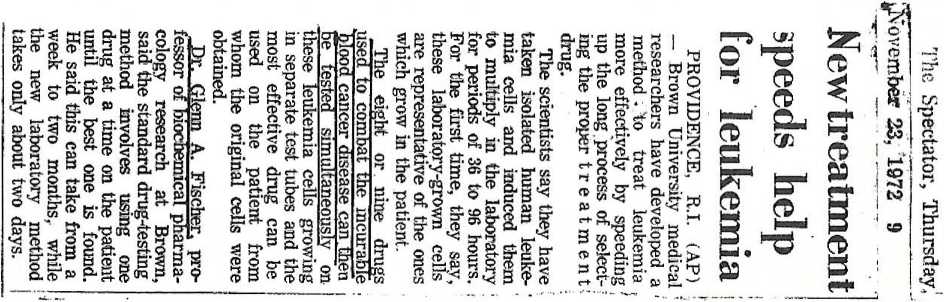 The Spectator, Thursday,
November 23, 1972 9
New treatment
speeds help
for leukemia
PROVIDENCE, R.I. (AP)
— Brown University medical
researchers have developed a
method to treat leukemia
more effectively by speeding
up the long process of select-
ing the proper treatment
drug.
The scientists say they have
taken isolated human leuke-
mia cells and induced them
to multiply in the laboratory
for periods of 36 to 96 hours.
For the first time, they say,
these laboratory-grown cells
are representative of the ones
which grow in the patient.
The eight or nine drugs
used to combat the incurable
blood cancer disease can then
be tested simultaneously on
these leukemia cells growing
in separate test tubes and the
most effective drug can be
used on the patient from
whom the original cells were
obtained.
Dr. Glenn A. Fischer, pro-
fessor of biochemical pharma-
cology research at Brown,
said the standard drug-testing
method involves using one
drug at a time on the patient
until the best one is found.
He said this can take from a
week to two months, while
the new laboratory method
takes only about two days.